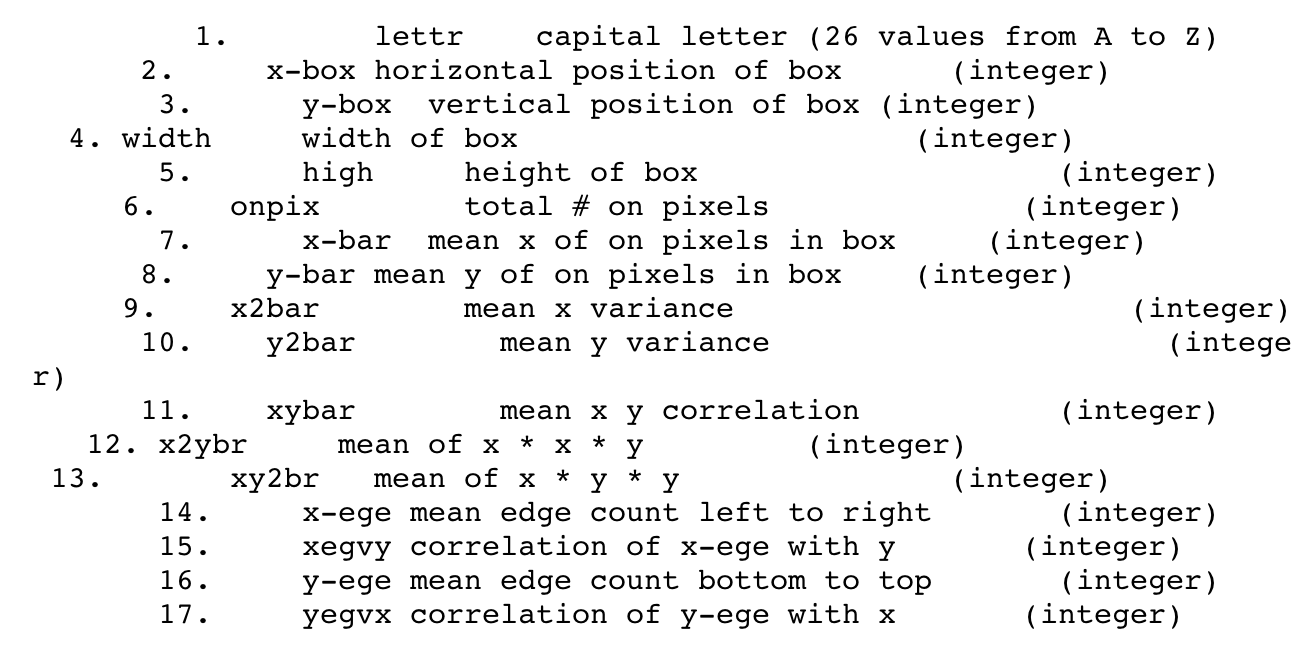 1. lettr capital letter (26 values from A to Z)
2. x-box horizontal position of box (integer)
3. y-box vertical position of box (integer)
4. width width of box (integer)
5. high height of box (integer)
6. onpix total # on pixels (integer)
7. x-bar mean x of on pixels in box (integer)
8. y-bar mean y of on pixels in box (integer)
9. x2bar mean x variance (integer)
10. y2bar mean y variance (intege
r)
11. xybar mean x y correlation (integer)
12. x2ybr mean of x * x * y (integer)
13. xy2br mean of x * y * y (integer)
14. x-ege mean edge count left to right (integer)
15. xegvy correlation of x-ege with y (integer)
16. y-ege mean edge count bottom to top (integer)
17. yegvx correlation of y-ege with x (integer)